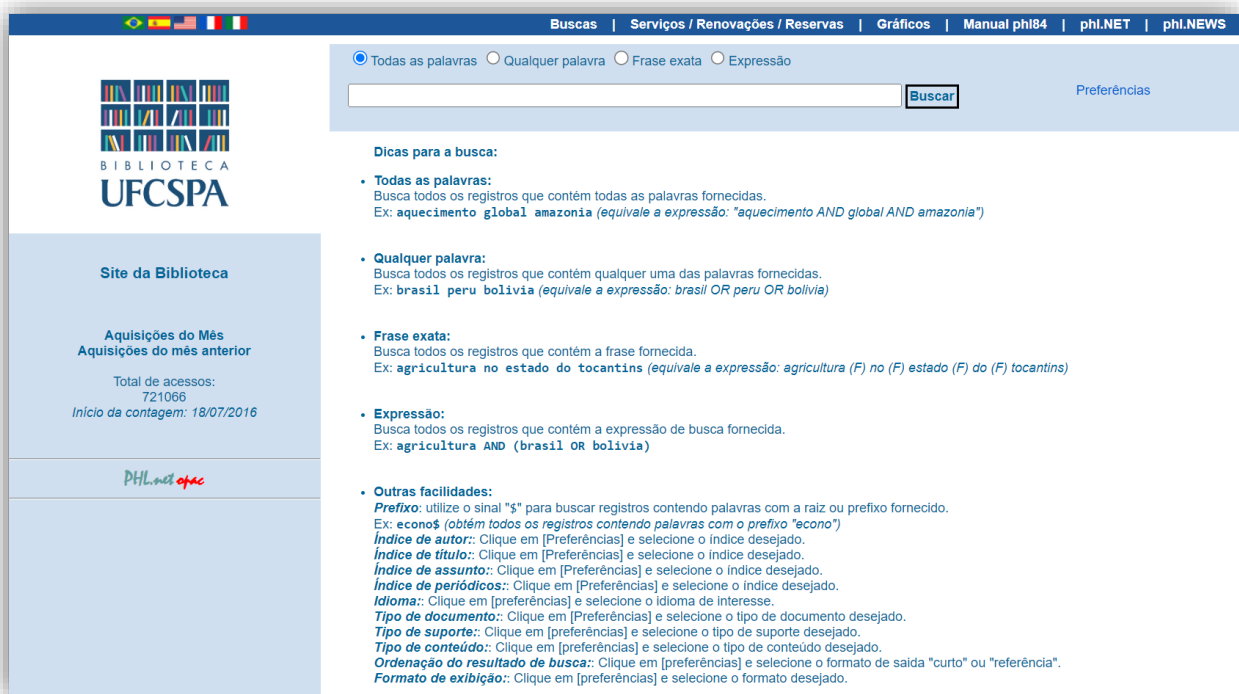 Buscas | Serviços / Renovações / Reservas | Gráficos | Manual phl84 | phl.NET | phl.NEWS
Todas as palavras Qualquer palavra Frase exata Expressão
Buscar
Preferências
BIBLIOTECA
UFCSPA
Site da Biblioteca
Aquisições do Mês
Aquisições do mês anterior
Total de acessos:
721066
Início da contagem: 18/07/2016
PHL.net opac
Dicas para a busca:
• Todas as palavras:
Busca todos os registros que contém todas as palavras fornecidas.
Ex: aquecimento global amazonia (equivale a expressão: "aquecimento AND global AND amazonia")
• Qualquer palavra:
Busca todos os registros que contém qualquer uma das palavras fornecidas.
Ex: brasil peru bolivia (equivale a expressão: brasil OR peru OR bolivia)
• Frase exata:
Busca todos os registros que contém a frase fornecida.
Ex: agricultura no estado do tocantins (equivale a expressão: agricultura (F) no (F) estado (F) do (F) tocantins)
• Expressão:
Busca todos os registros que contém a expressão de busca fornecida.
Ex: agricultura AND (brasil OR bolivia)
• Outras facilidades:
Prefixo: utilize o sinal "$" para buscar registros contendo palavras com a raiz ou prefixo fornecido.
Ex: econo$ (obtém todos os registros contendo palavras com o prefixo "econo")
Índice de autor:: Clique em [Preferências] e selecione o índice desejado.
Índice de título:: Clique em [Preferências] e selecione o índice desejado.
Índice de assunto:: Clique em [Preferências] e selecione o índice desejado.
Índice de periódicos:: Clique em [Preferências] e selecione o índice desejado.
Idioma:: Clique em [preferências] e selecione o idioma de interesse.
Tipo de documento:: Clique em [Preferências] e selecione o tipo de documento desejado.
Tipo de suporte:: Clique em [preferências] e selecione o tipo de suporte desejado.
Tipo de conteúdo:: Clique em [preferências] e selecione o tipo de conteúdo desejado.
Ordenação do resultado de busca:: Clique em [preferências] e selecione o formato de saida "curto" ou "referência".
Formato de exibição:: Clique em [preferências] e selecione o formato desejado.